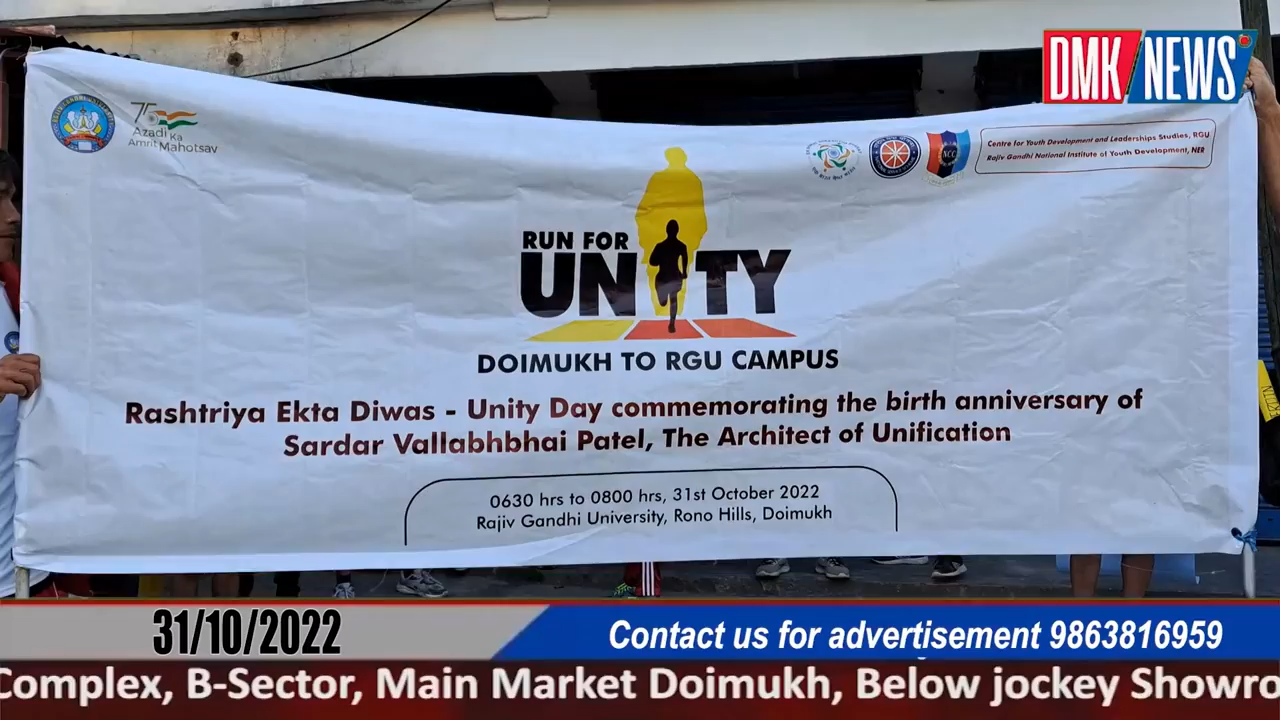 DMK NEWS
75
Azadi Ka
Amrit Mahotsav
NCC
Centre for Youth Development and Leaderships Studies, RGU
Rajiv Gandhi National Institute of Youth Development, NER
RUN FOR
UNITY
DOIMUKH TO RGU CAMPUS
Rashtriya Ekta Diwas - Unity Day commemorating the birth anniversary of
Sardar Vallabhbhai Patel, The Architect of Unification
0630 hrs to 0800 hrs, 31st October 2022
Rajiv Gandhi University, Rono Hills, Doimukh
31/10/2022
Contact us for advertisement 9863816959
Complex, B-Sector, Main Market Doimukh, Below jockey Showro